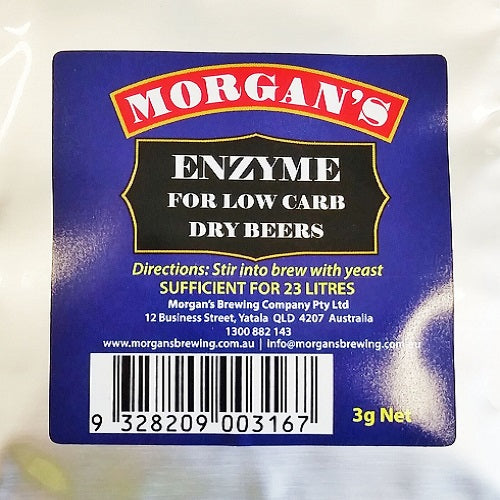 MORGAN'S
ENZYME
FOR LOW CARB
DRY BEERS
Directions: Stir into brew with yeast
SUFFICIENT FOR 23 LITRES
Morgan's Brewing Company Pty Ltd
12 Business Street, Yatala QLD 4207 Australia
1300 882 143
www.morgansbrewing.com.au | info@morgansbrewing.com.au
9 328209 003167
3g Net